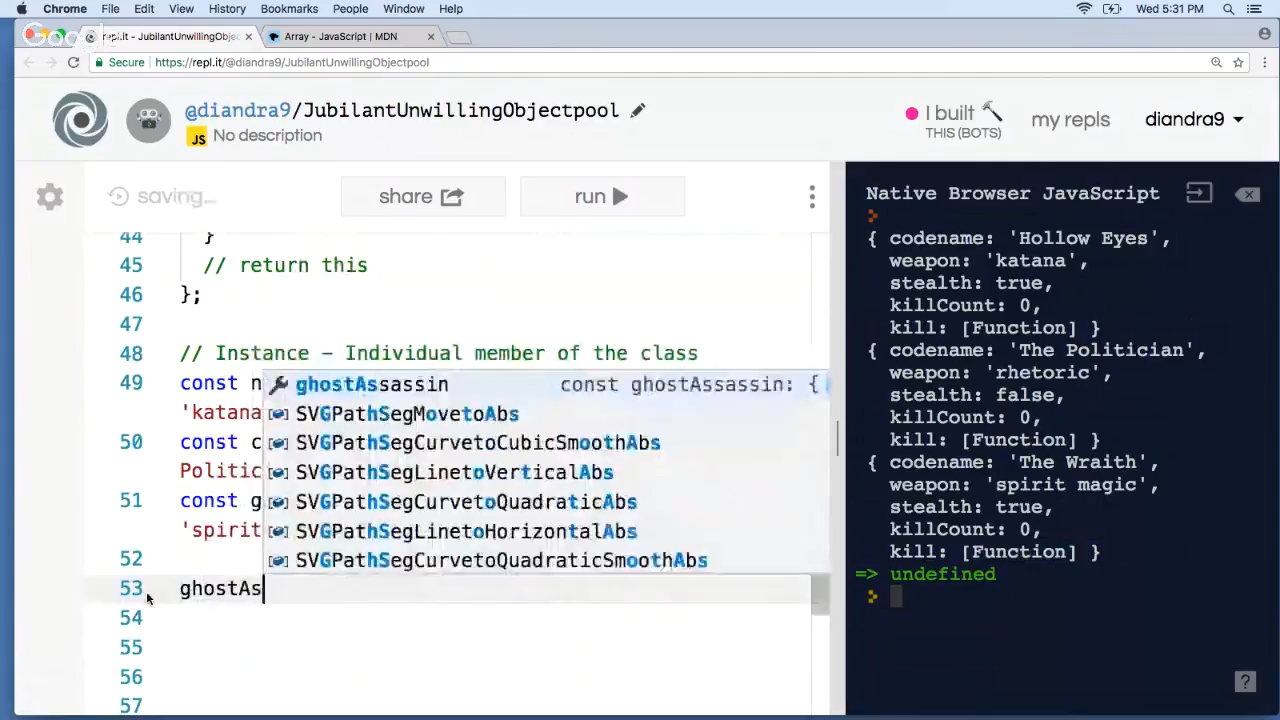 Chrome File Edit View History Bookmarks People Window Help Wed 5:31 PM
Google
repl.it - JubilantUnwillingObjec
Array - JavaScript | MDN
Secure https://repl.it/@diandra9/JubilantUnwillingObjectpool
@diandra9/JubilantUnwillingObjectpool
JS No description
I built
THIS (BOTS)
my repls
diandra9
saving...
share
run
44 }
45 // return this
46 };
47
48 // Instance - Individual member of the class
49 const n
'katana
50 const c
Politic
51 const g
'spirit
52
53 ghostAs
54
55
56
57
ghostAssassin const ghostAssassin: {
SVGPathSegMovetoAbs
SVGPathSegCurvetoCubicSmoothAbs
SVGPathSegLinetoVerticalAbs
SVGPathSegCurvetoQuadraticAbs
SVGPathSegLinetoHorizontalAbs
SVGPathSegCurvetoQuadraticSmoothAbs
Native Browser JavaScript
{ codename: 'Hollow Eyes',
weapon: 'katana',
stealth: true,
killCount: 0,
kill: [Function] }
{ codename: 'The Politician',
weapon: 'rhetoric',
stealth: false,
killCount: 0,
kill: [Function] }
{ codename: 'The Wraith',
weapon: 'spirit magic',
stealth: true,
killCount: 0,
kill: [Function] }
=> undefined
?